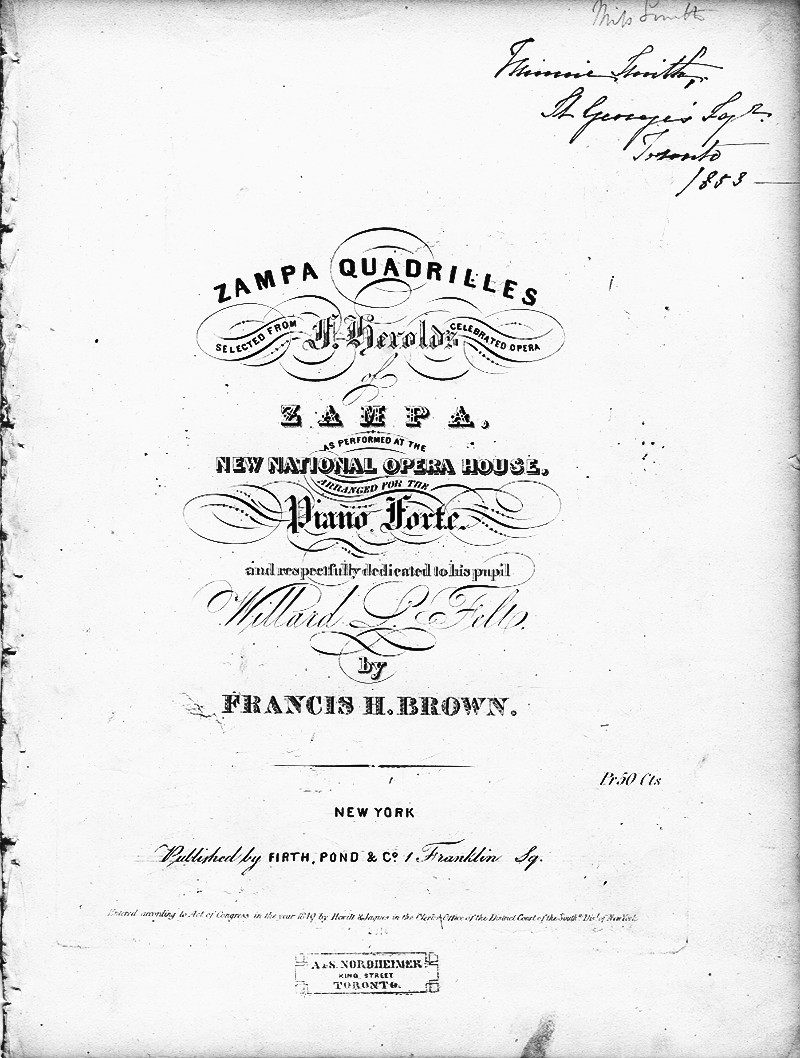 Miss Smith
Minnie Smith,
St George's Sqr.
Toronto
1853
ZAMPA QUADRILLES
SELECTED FROM F. Herold's CELEBRATED OPERA
of
ZAMPA,
AS PERFORMED AT THE
NEW NATIONAL OPERA HOUSE,
ARRANGED FOR THE
Piano Forte.
and respectfully dedicated to his pupil
Willard L. Felt.
by
FRANCIS H. BROWN.
Pr 50 Cts
NEW YORK
Published by FIRTH, POND & Co. 1 Franklin Sq.
Entered according to Act of Congress in the year by Hewitt & Jaques in the Clerk's Office of the District Court of the Southn. Dist. of New York
A & S. NORDHEIMER
KING STREET
TORONTO.